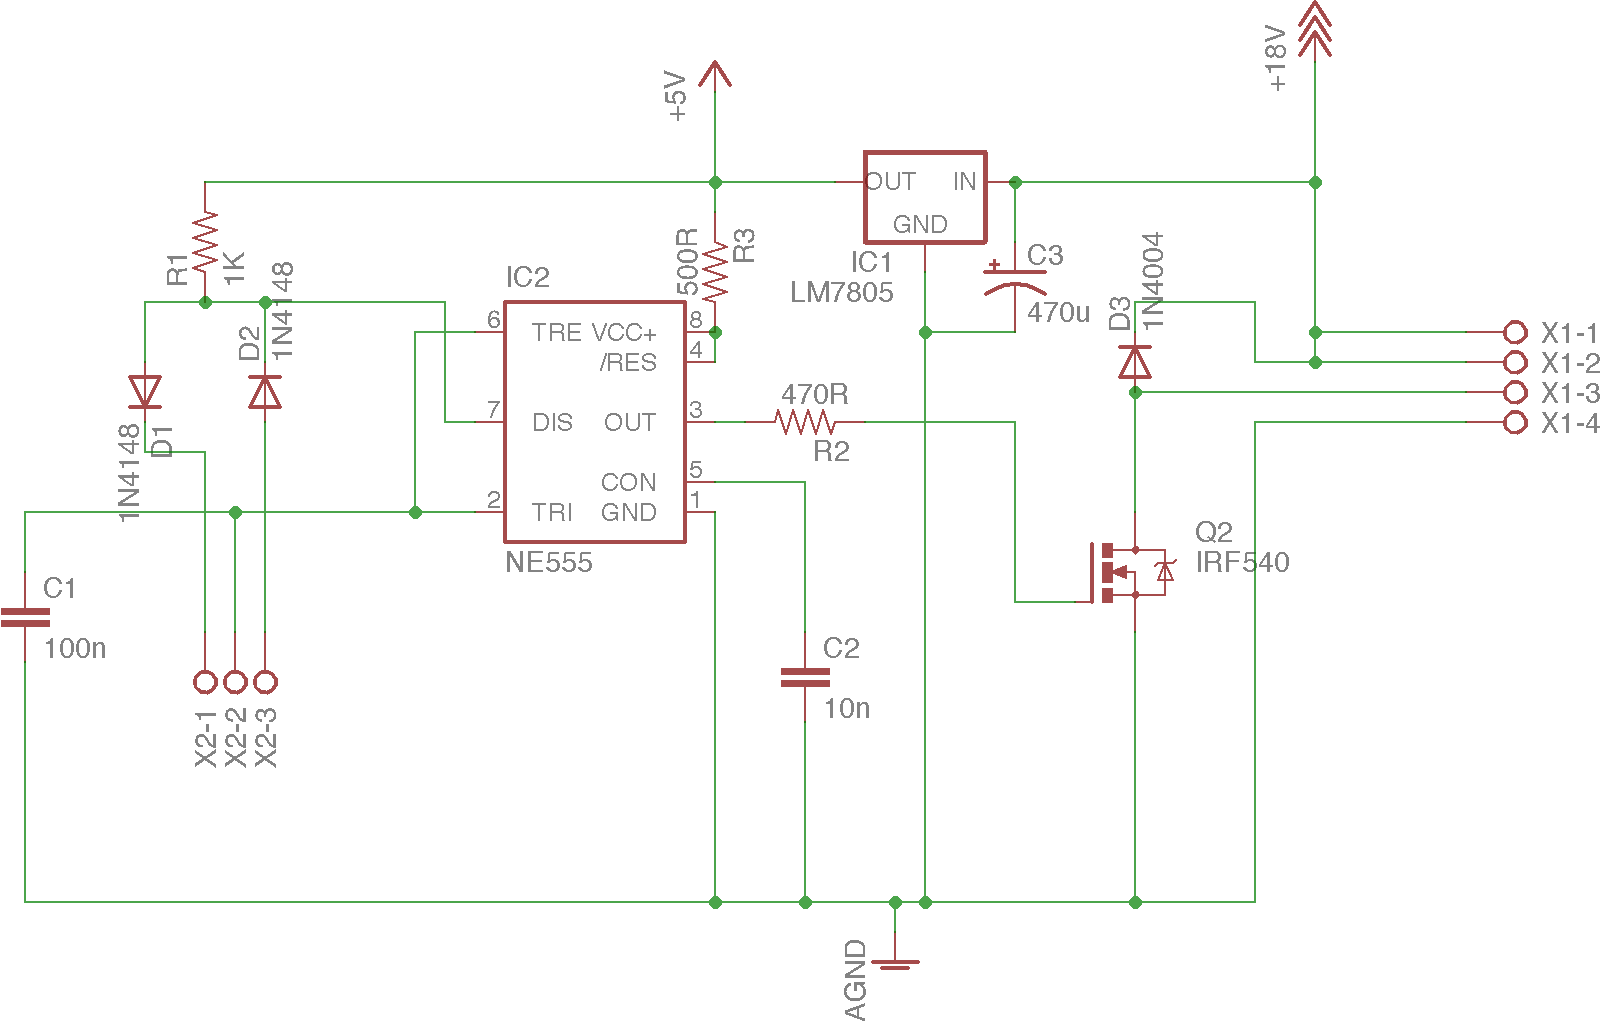 +18V
+5V
OUT IN
GND
IC1
LM7805
C3
470u
R1
1K
500R
R3
1N4148
D2
IC2
D3
1N4004
6 TRE VCC+ 8
/RES 4
7 DIS OUT 3
CON 5
2 TRI GND 1
NE555
470R
R2
X1-1
X1-2
X1-3
X1-4
1N4148
D1
Q2
IRF540
C1
100n
C2
10n
X2-1
X2-2
X2-3
AGND